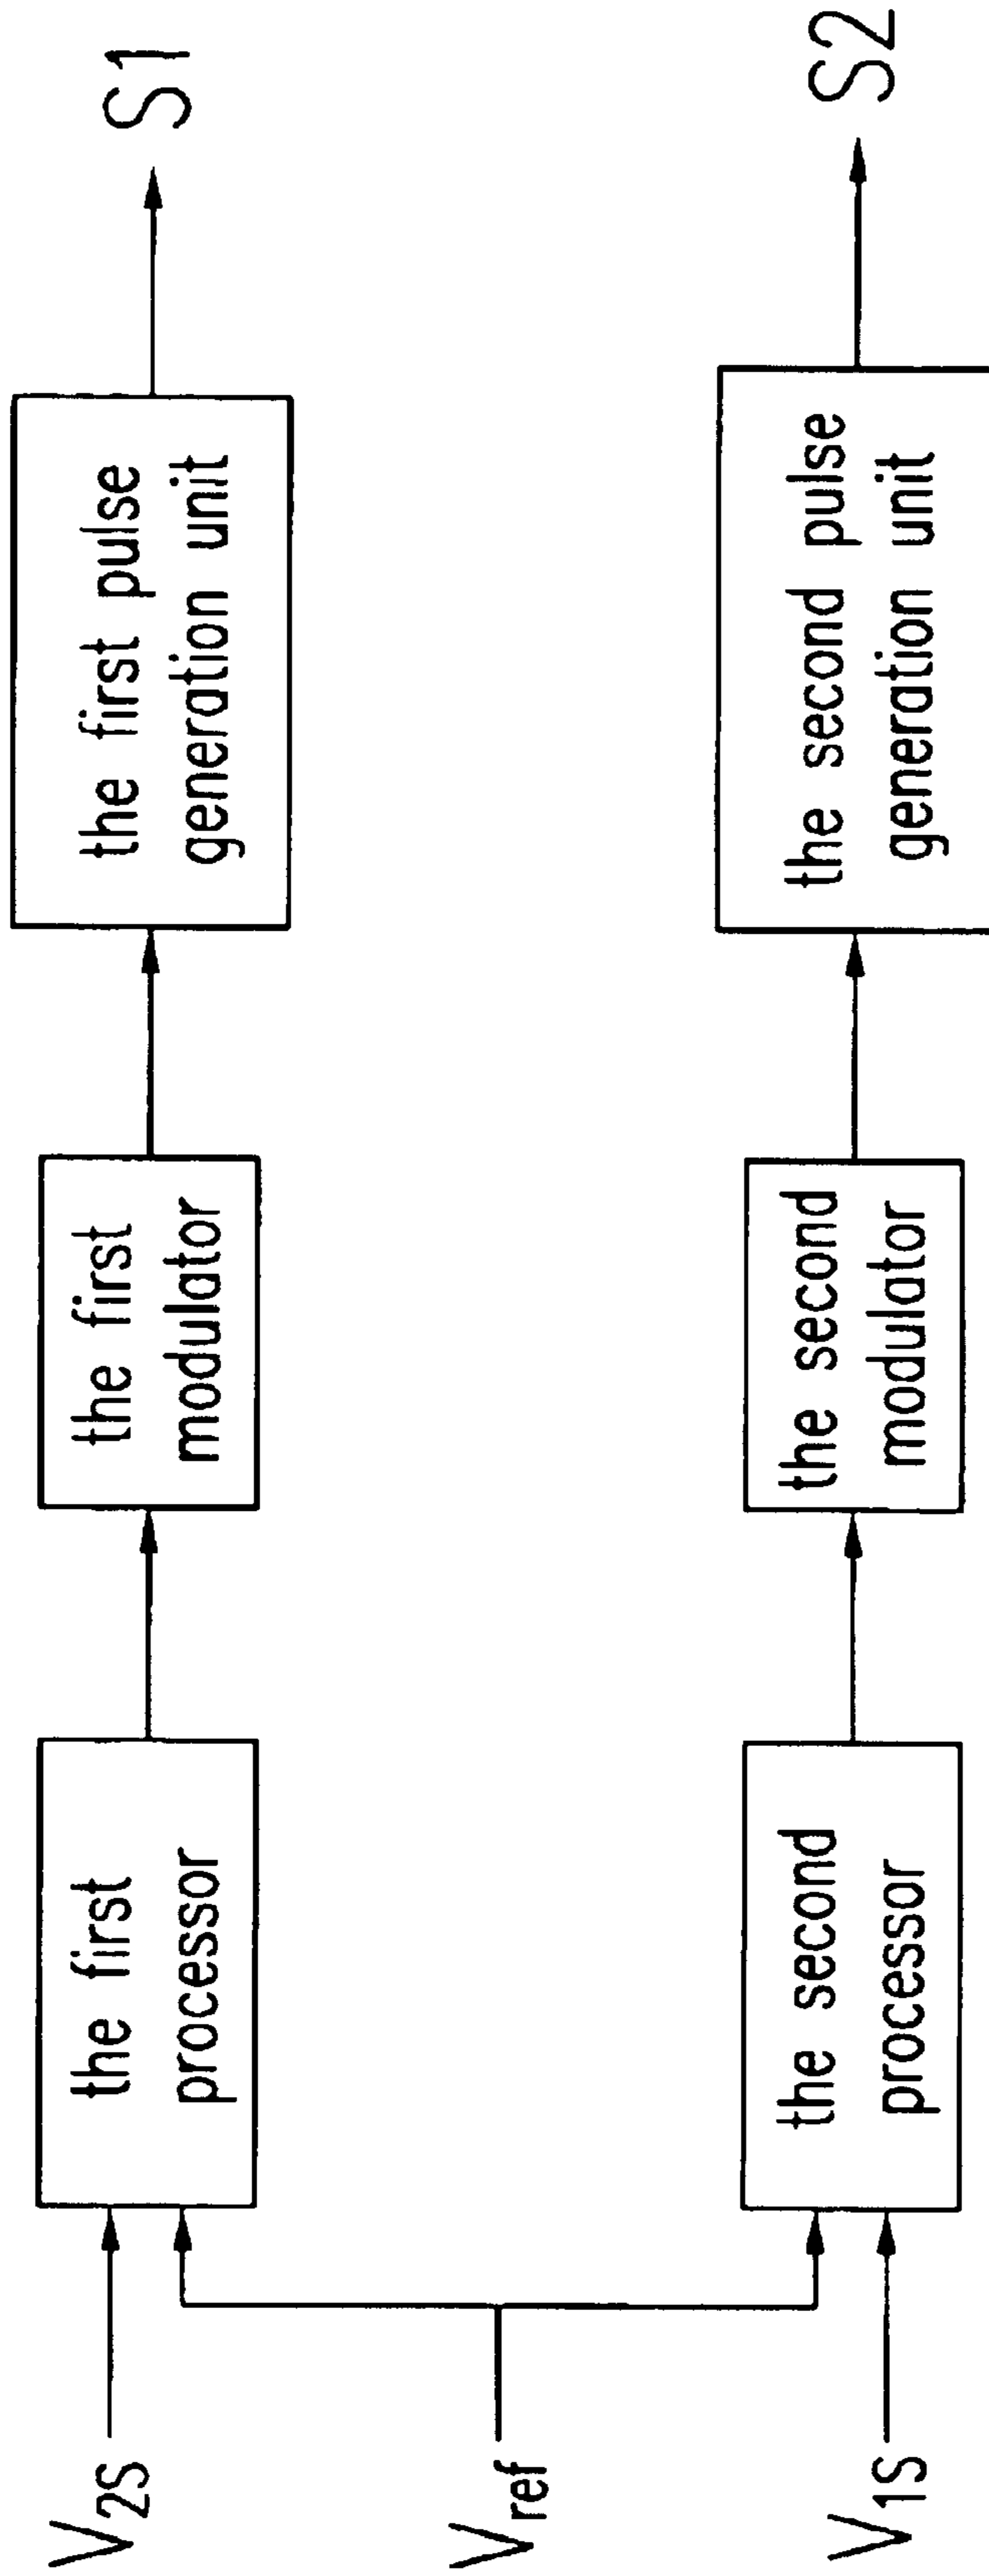 V2S
the first
processor
the first
modulator
the first pulse
generation unit
S1
Vref
V1S
the second
processor
the second
modulator
the second pulse
generation unit
S2